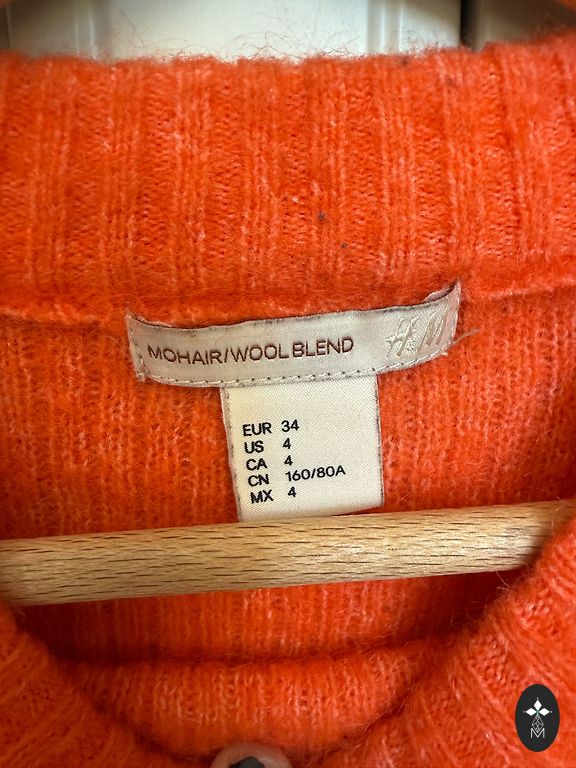 MOHAIR/WOOL BLEND H&M
EUR 34
US 4
CA 4
CN 160/80A
MX 4
M